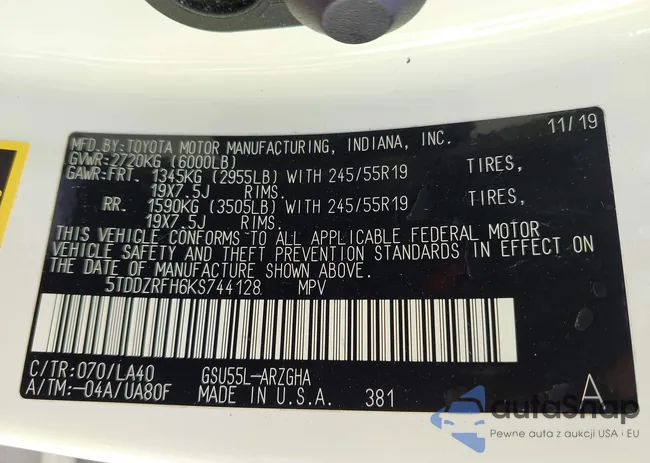 MFD.BY:TOYOTA MOTOR MANUFACTURING, INDIANA, INC. 11/19
GVWR:2720KG (6000LB)
GAWR:FRT. 1345KG (2955LB) WITH 245/55R19 TIRES,
19X7.5J RIMS.
RR. 1590KG (3505LB) WITH 245/55R19 TIRES,
19X7.5J RIMS.
THIS VEHICLE CONFORMS TO ALL APPLICABLE FEDERAL MOTOR
VEHICLE SAFETY AND THEFT PREVENTION STANDARDS IN EFFECT ON
THE DATE OF MANUFACTURE SHOWN ABOVE.
5TDDZRFH6KS744128 MPV
C/TR:070/LA40 GSU55L-ARZGHA
A/TM:-04A/UA80F MADE IN U.S.A. 381 A
autoSnap
Pewne auta z aukcji USA i EU